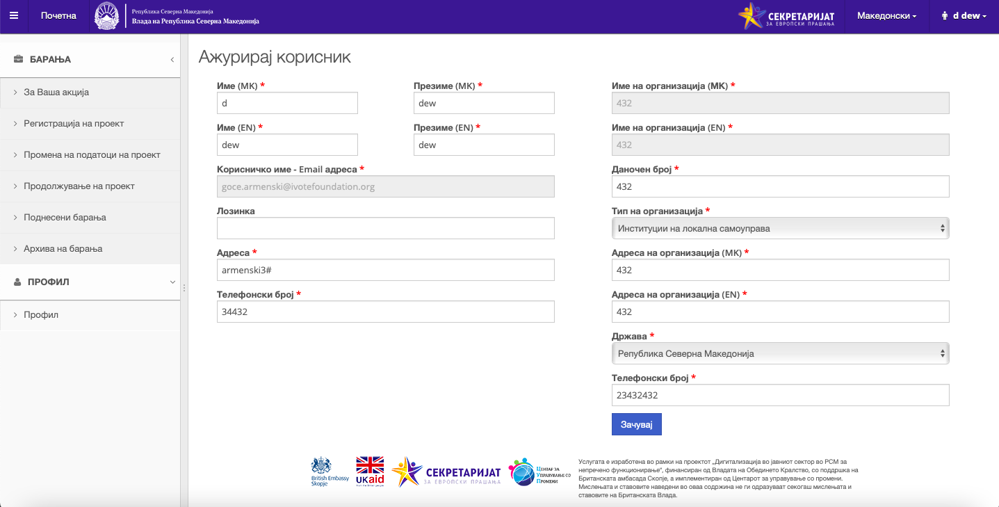 Почетна
Република Северна Македонија
Влада на Република Северна Македонија
СЕКРЕТАРИЈАТ
ЗА ЕВРОПСКИ ПРАШАЊА
Македонски
d dew
БАРАЊА
За Ваша акција
Регистрација на проект
Промена на податоци на проект
Продолжување на проект
Поднесени барања
Архива на барања
ПРОФИЛ
Профил
Ажурирај корисник
Име (МК) *
d
Презиме (МК) *
dew
Име (EN) *
dew
Презиме (EN) *
dew
Корисничко име - Email адреса *
goce.armenski@ivotefoundation.org
Лозинка
Адреса *
armenski3#
Телефонски број *
34432
Име на организација (МК) *
432
Име на организација (EN) *
432
Даночен број *
432
Тип на организација *
Институции на локална самоуправа
Адреса на организација (МК) *
432
Адреса на организација (EN) *
432
Држава *
Република Северна Македонија
Телефонски број *
23432432
Зачувај
British Embassy
Skopje
UKaid
СЕКРЕТАРИЈАТ
ЗА ЕВРОПСКИ ПРАШАЊА
Центар за
Управување со
Промени
Услугата е изработена во рамки на проектот „Дигитализација во јавниот сектор во РСМ за
непречено функционирање“, финансиран од Владата на Обединето Кралство, со поддршка на
Британската амбасада Скопје, а имплементиран од Центарот за управување со промени.
Мислењата и ставовите наведени во оваа содржина не ги одразуваат секогаш мислењата и
ставовите на Британската Влада.